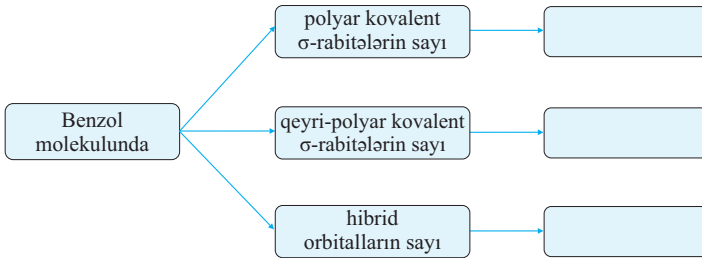 polyar kovalent
σ-rabitələrin sayı
Benzol
molekulunda
qeyri-polyar kovalent
σ-rabitələrin sayı
hibrid
orbitalların sayı